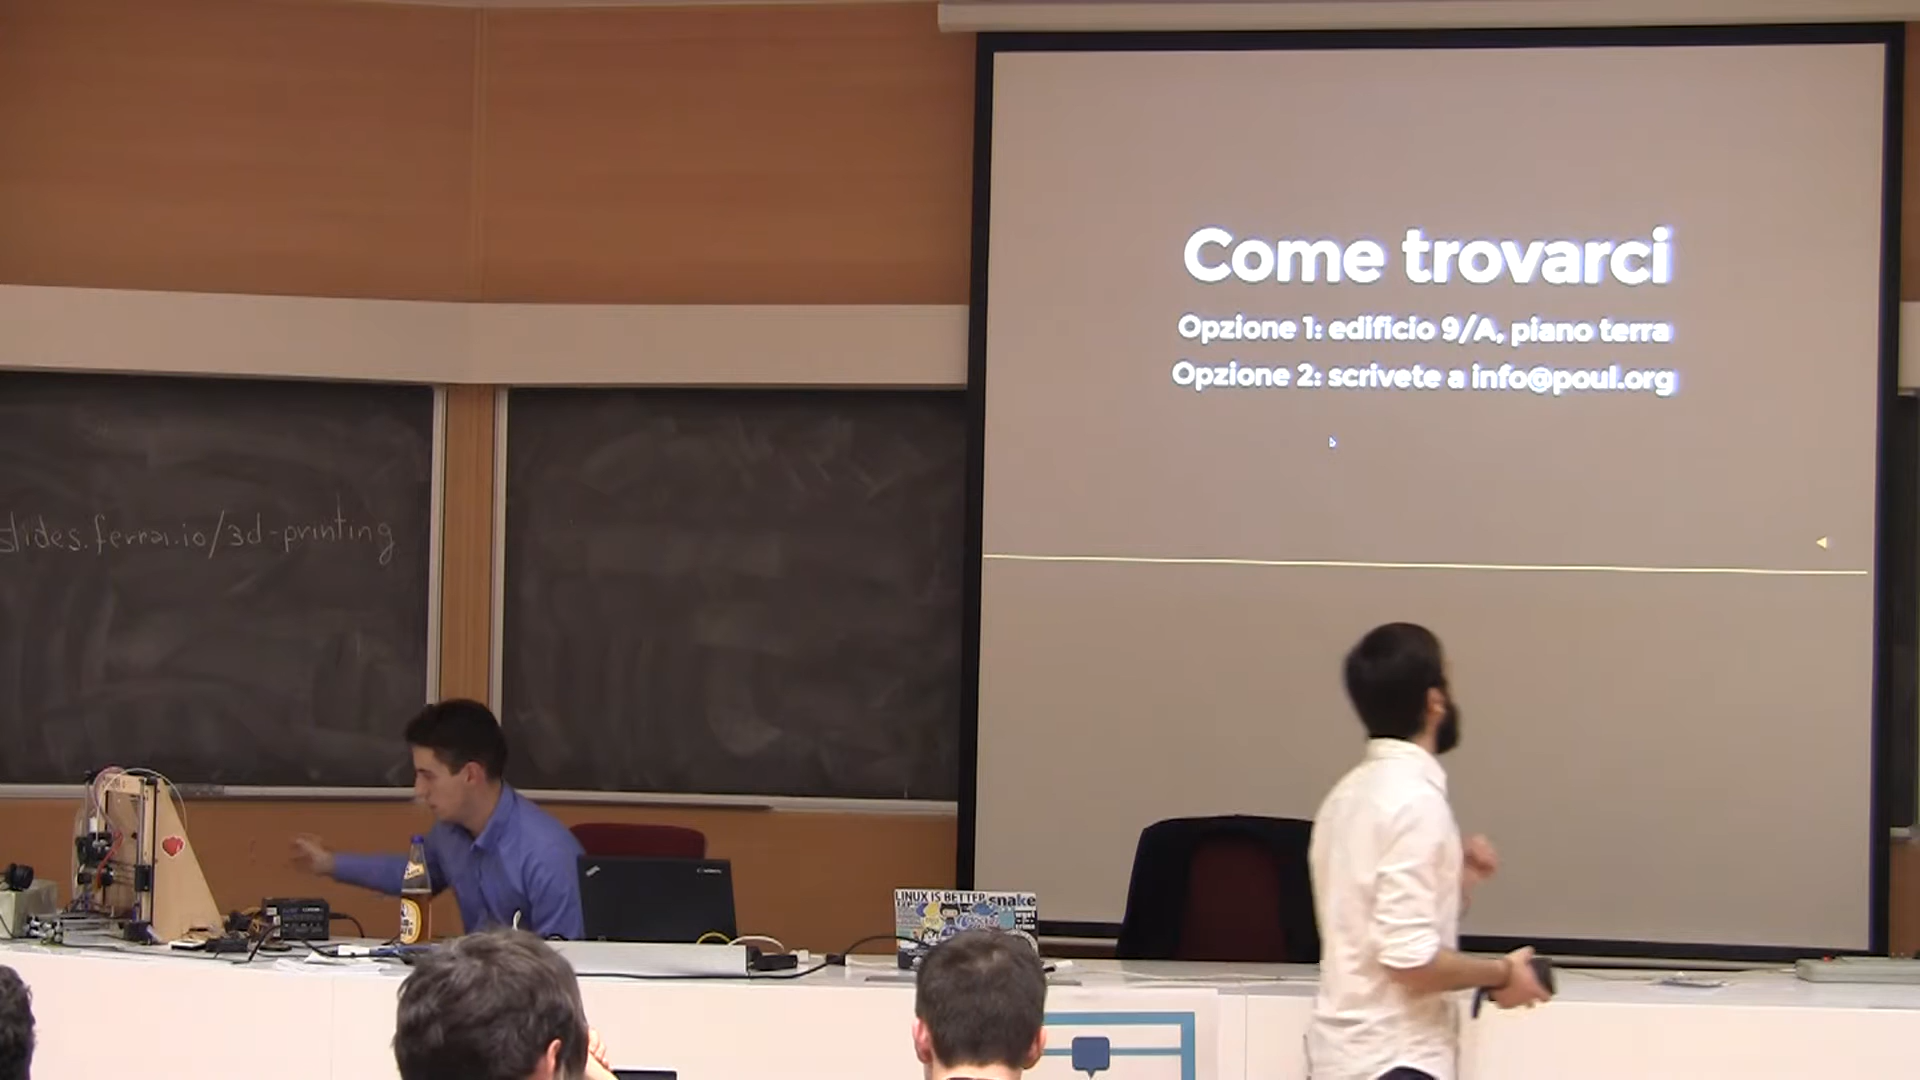 Come trovarci
Opzione 1: edificio 9/A, piano terra
Opzione 2: scrivete a info@poul.org
slides.ferrai.io/3d-printing
LINUX IS BETTER
snake